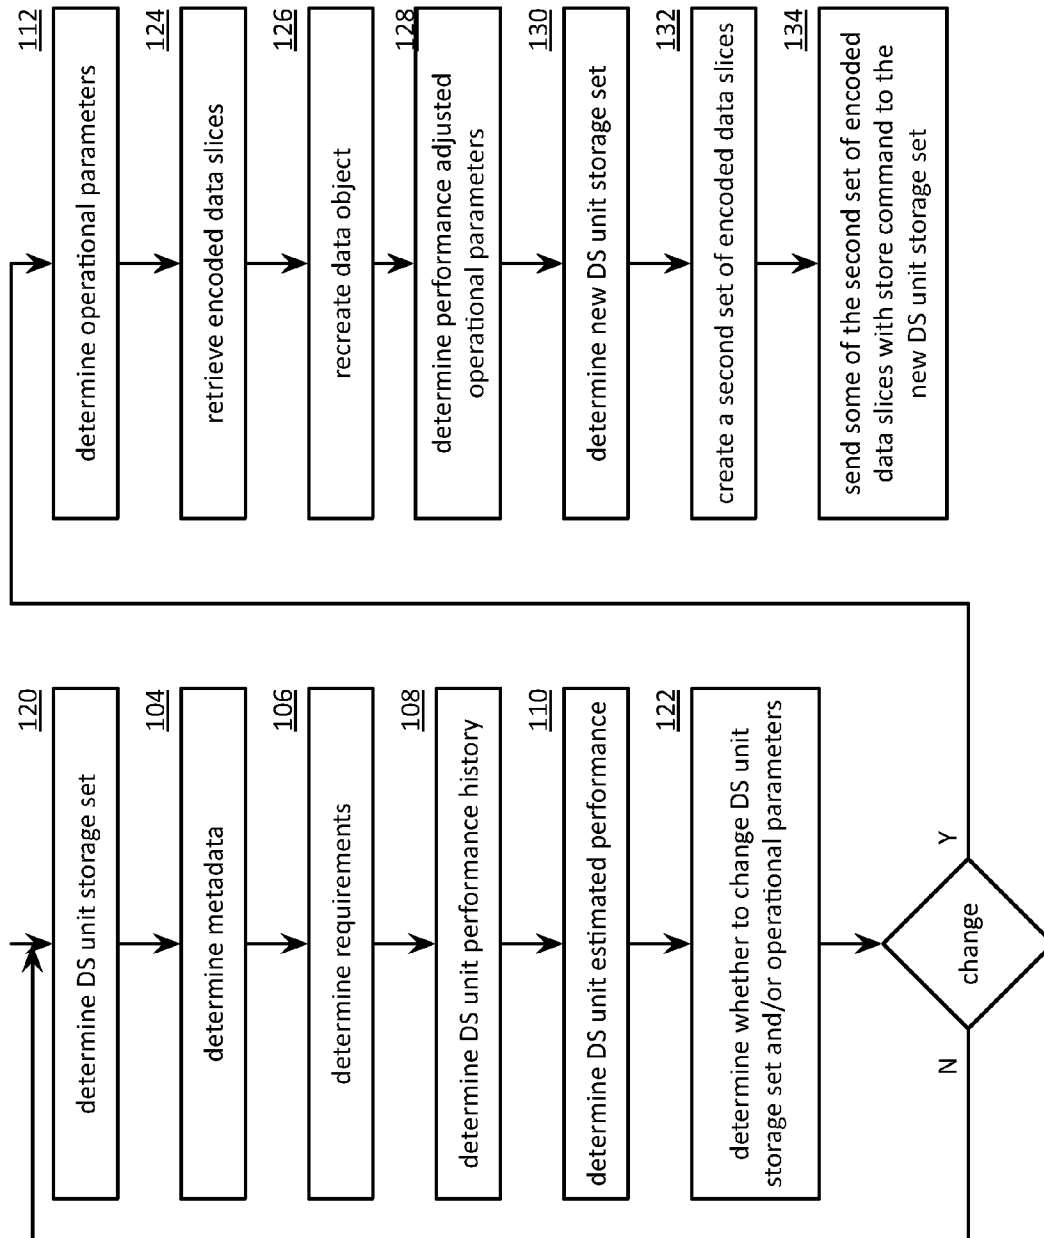 120
determine DS unit storage set
104
determine metadata
106
determine requirements
108
determine DS unit performance history
110
determine DS unit estimated performance
122
determine whether to change DS unit
storage set and/or operational parameters
change
N
Y
112
determine operational parameters
124
retrieve encoded data slices
126
recreate data object
128
determine performance adjusted
operational parameters
130
determine new DS unit storage set
132
create a second set of encoded data slices
134
send some of the second set of encoded
data slices with store command to the
new DS unit storage set